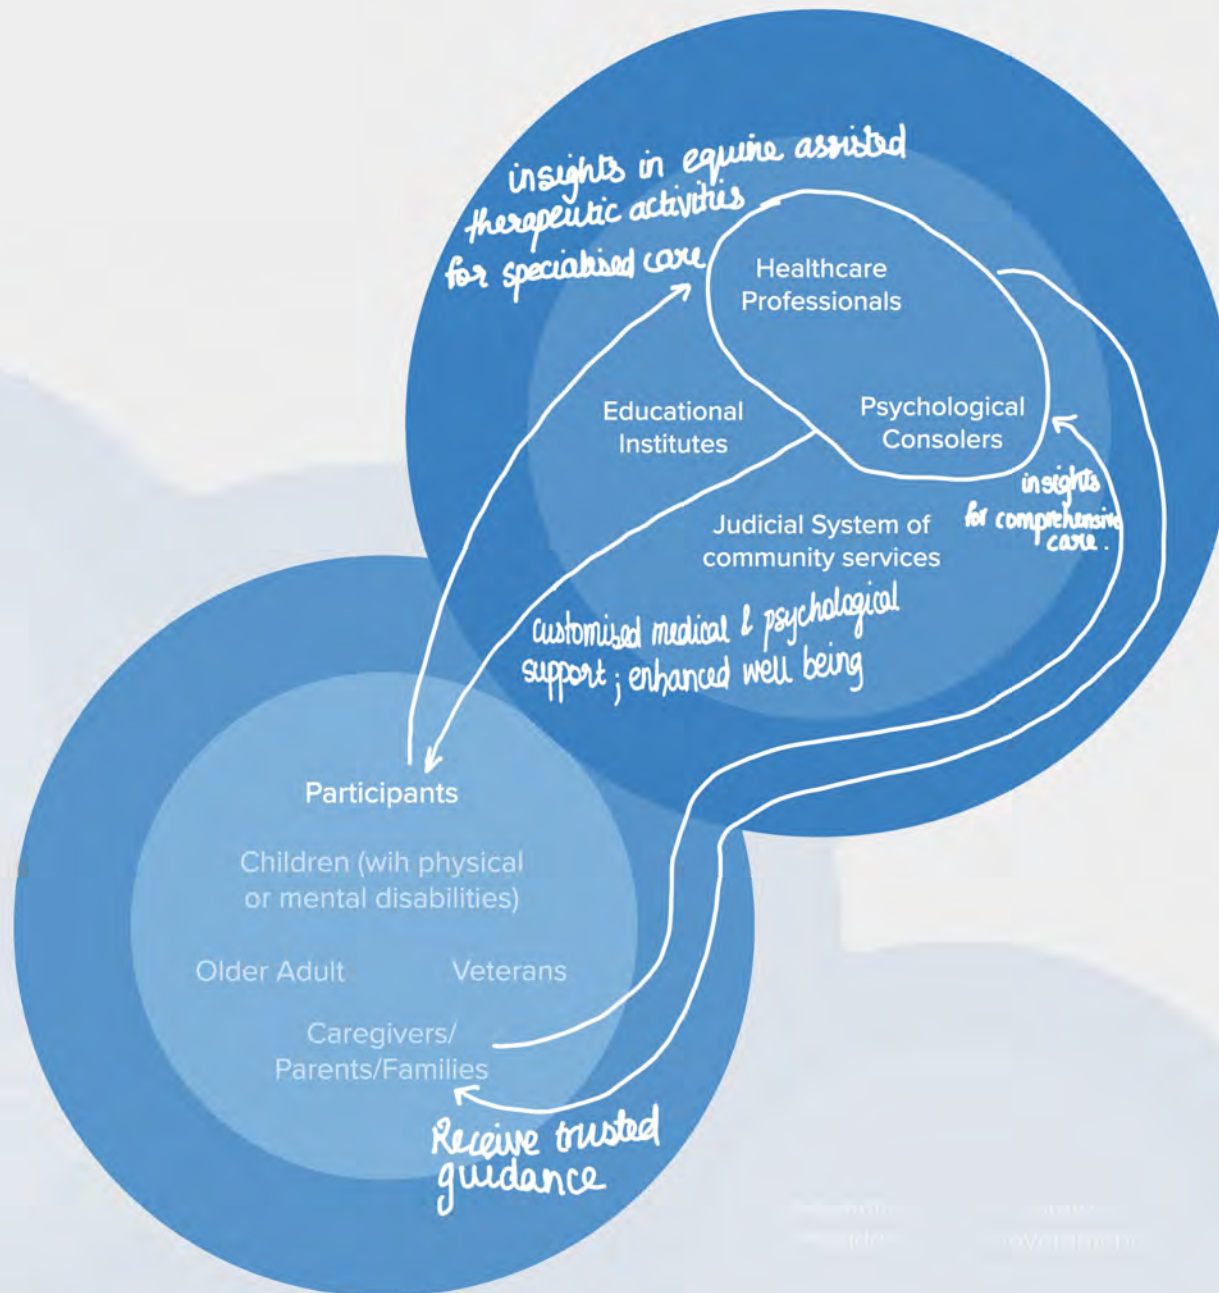 insights in equine assisted
therapeutic activities
for specialised care
Healthcare
Professionals
Educational
Institutes
Psychological
Consolers
insights
for comprehensive
care.
Judicial System of
community services
customised medical & psychological
support; enhanced well being
Participants
Children (wih physical
or mental disabilities)
Older Adult
Veterans
Caregivers/
Parents/Families
Receive trusted
guidance